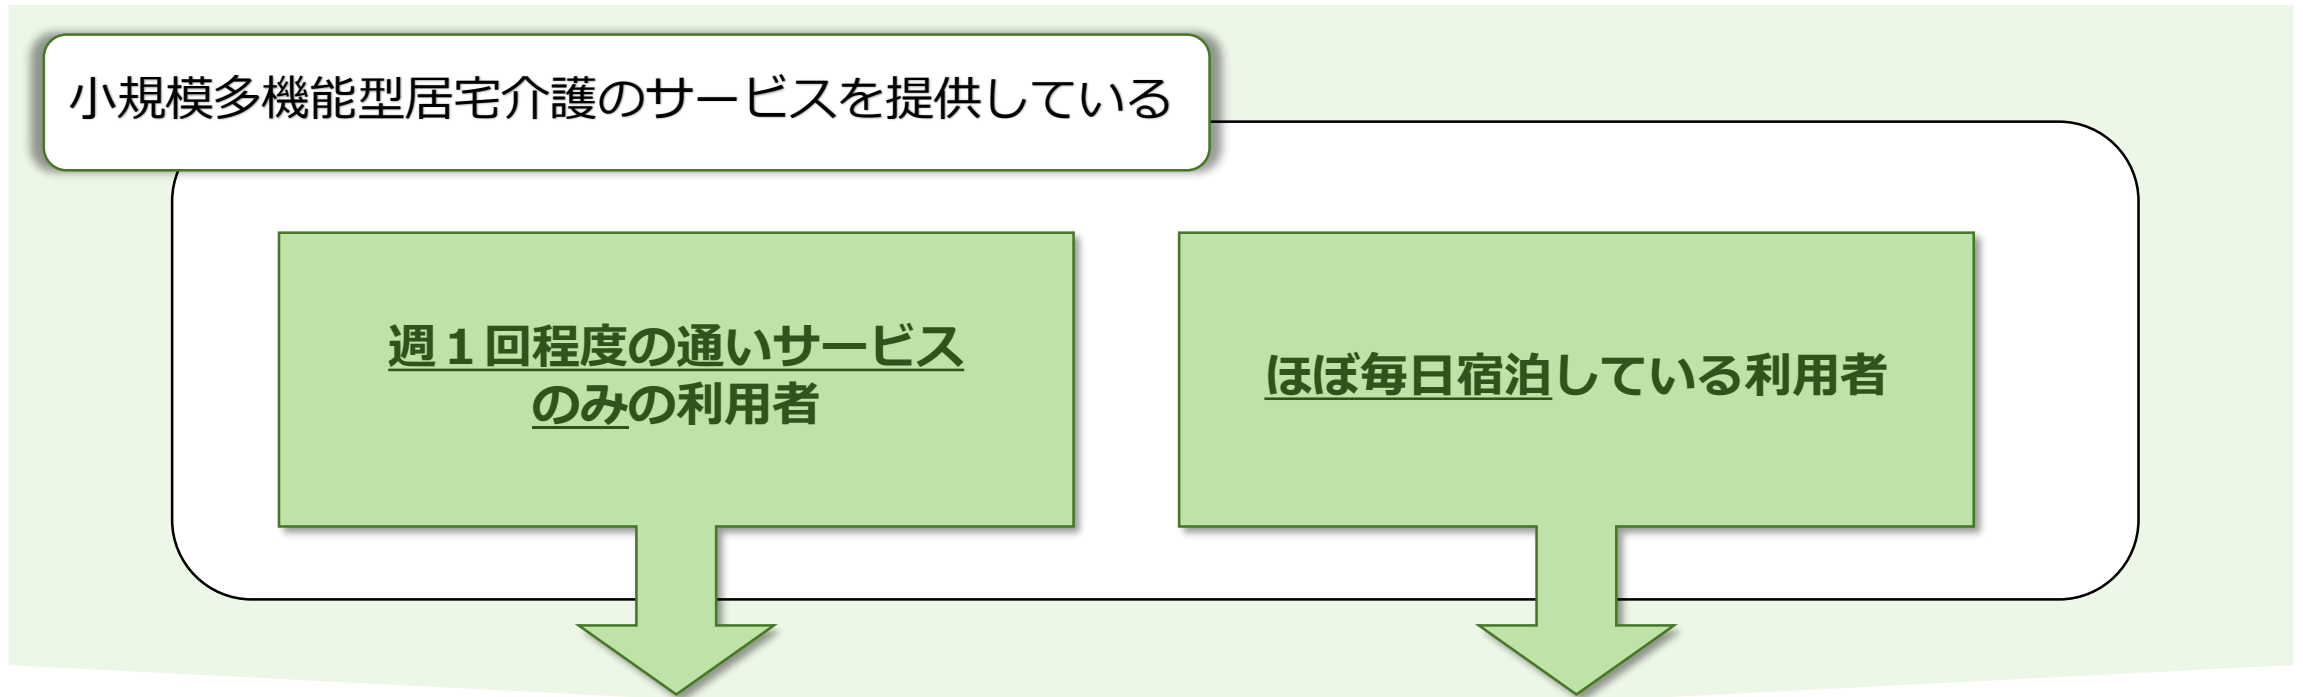 小規模多機能型居宅介護のサービスを提供している
週１回程度の通いサービス
のみの利用者
ほぼ毎日宿泊している利用者